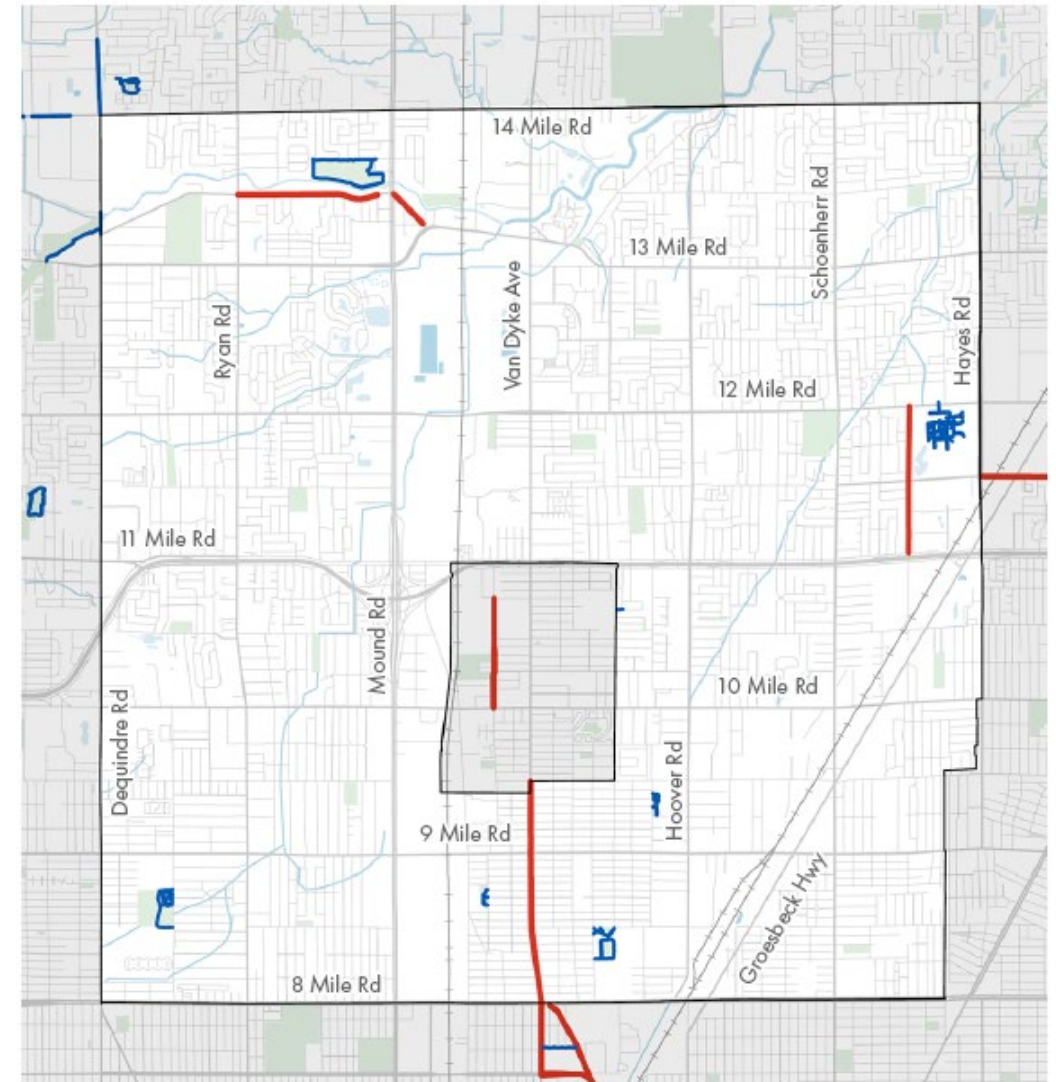 14 Mile Rd
13 Mile Rd
Schoenherr Rd
Van Dyke Ave
Ryan Rd
Hayes Rd
12 Mile Rd
11 Mile Rd
Mound Rd
10 Mile Rd
Dequindre Rd
Hoover Rd
9 Mile Rd
Groesbeck Hwy
8 Mile Rd